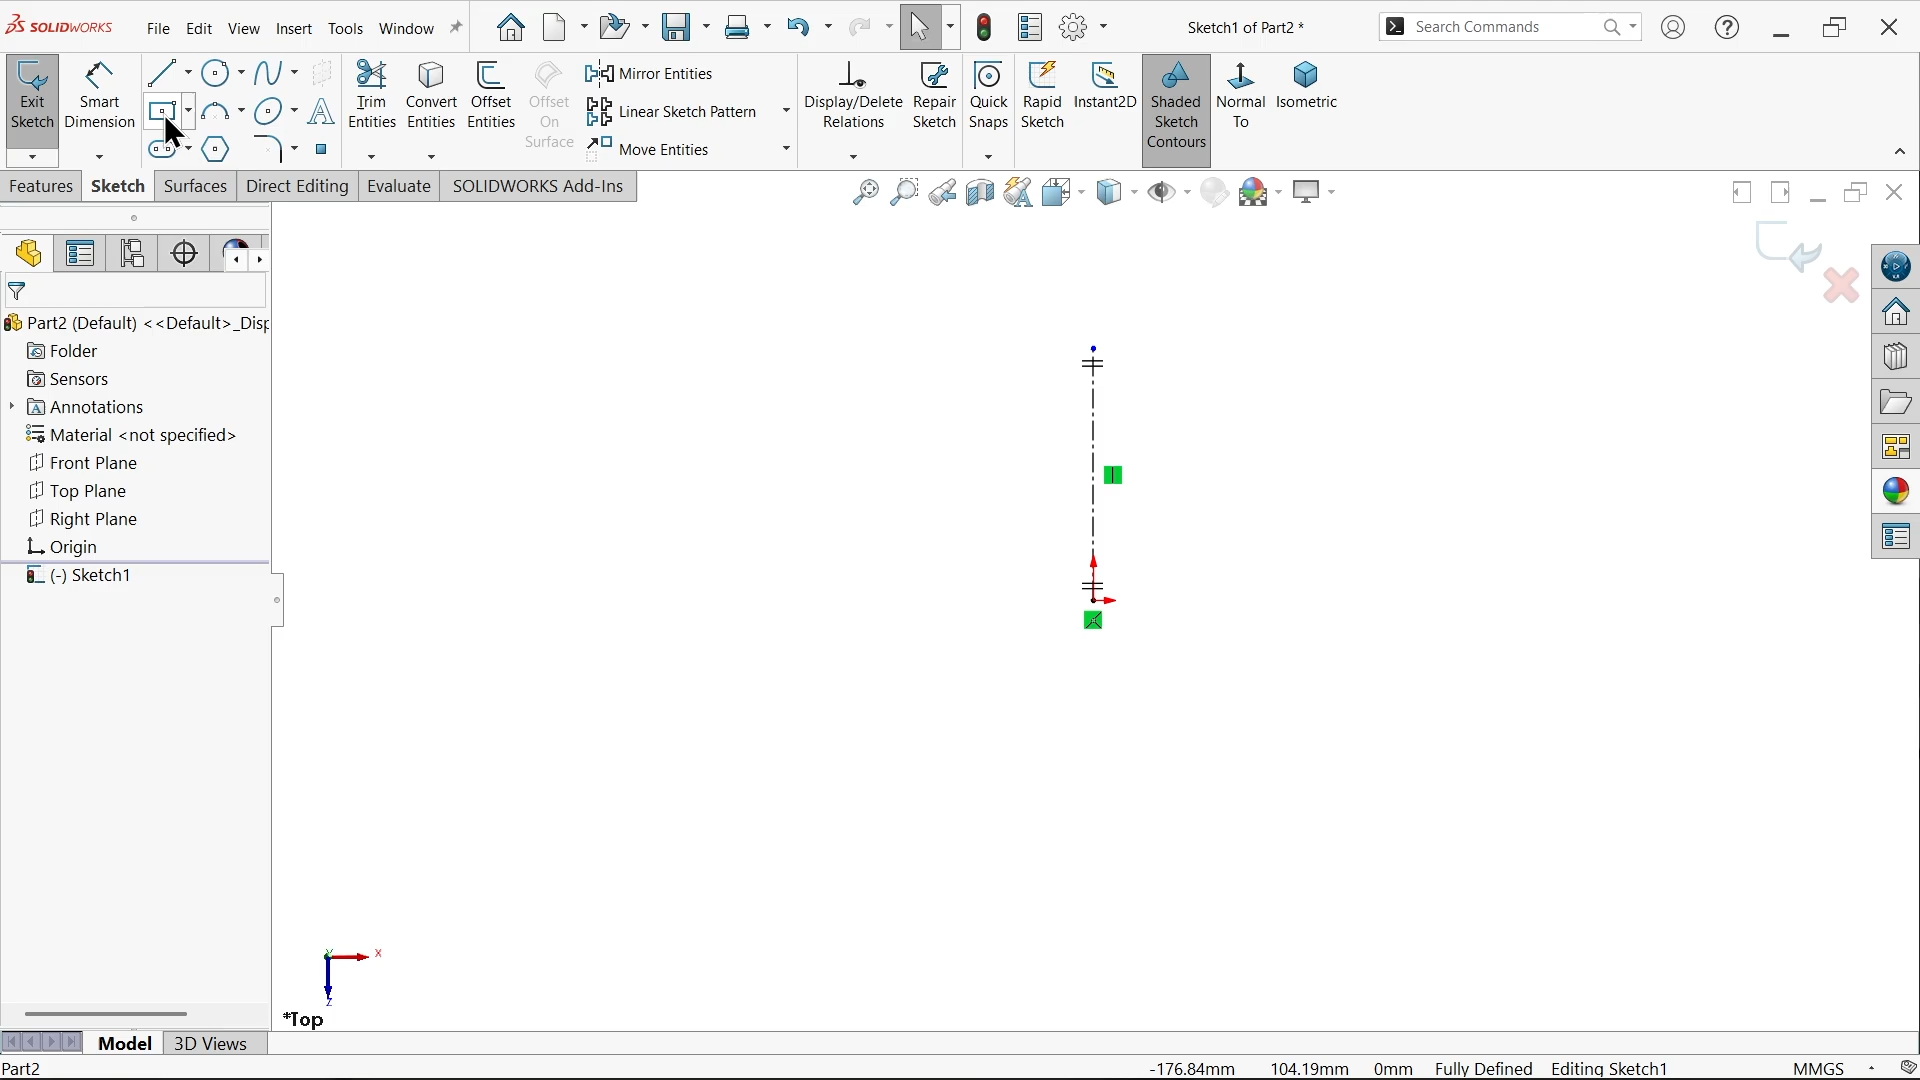 SOLIDWORKS File Edit View Insert Tools Window Sketch1 of Part2 * Search Commands
Exit Sketch
Smart Dimension
Trim Entities
Convert Entities
Offset Entities
Offset On Surface
Mirror Entities
Linear Sketch Pattern
Move Entities
Display/Delete Relations
Repair Sketch
Quick Snaps
Rapid Sketch
Instant2D
Shaded Sketch Contours
Normal To
Isometric
Features Sketch Surfaces Direct Editing Evaluate SOLIDWORKS Add-Ins
Part2 (Default) <<Default>_Disp
Folder
Sensors
Annotations
Material <not specified>
Front Plane
Top Plane
Right Plane
Origin
(-) Sketch1
Y X
Z
*Top
Model 3D Views
Part2 -176.84mm 104.19mm 0mm Fully Defined Editing Sketch1 MMGS